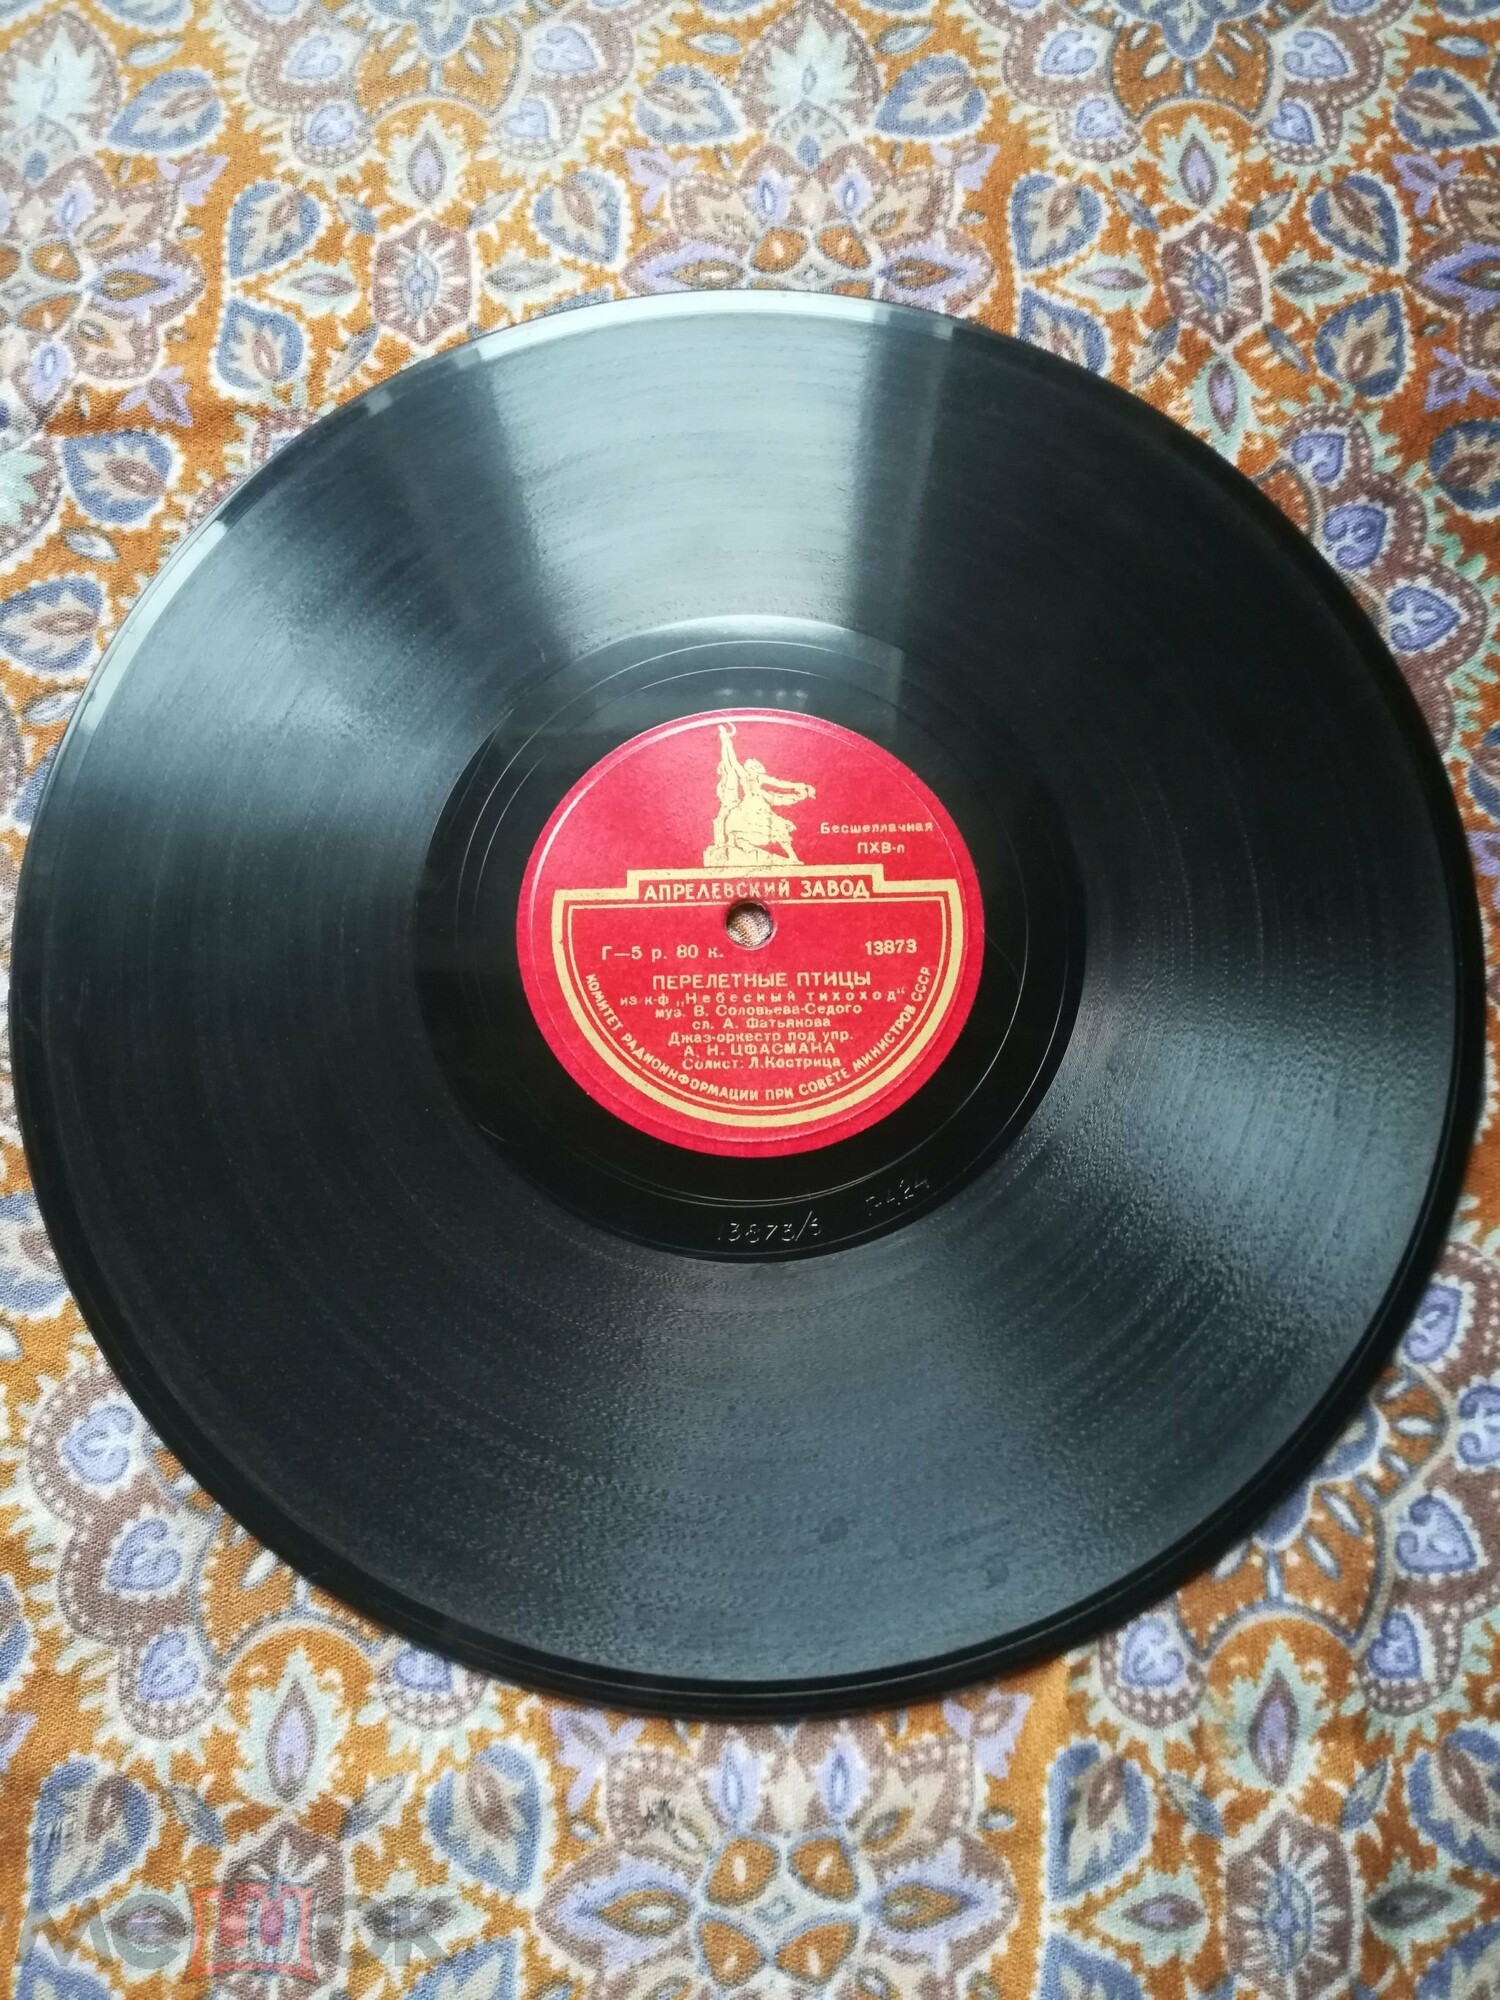 Бесшеллачная
ПХВ-п
АПРЕЛЕВСКИЙ ЗАВОД
Г—5 р. 80 к. 13873
ПЕРЕЛЕТНЫЕ ПТИЦЫ
из к-ф „Небесный тихоход"
муз. В. Соловьева-Седого
сл. А. Фатьянова
Джаз-оркестр под упр.
А. Н. ЦФАСМАНА
Солист: Л. Кострица
КОМИТЕТ РАДИОИНФОРМАЦИИ ПРИ СОВЕТЕ МИНИСТРОВ СССР
13873/
МЕШОК